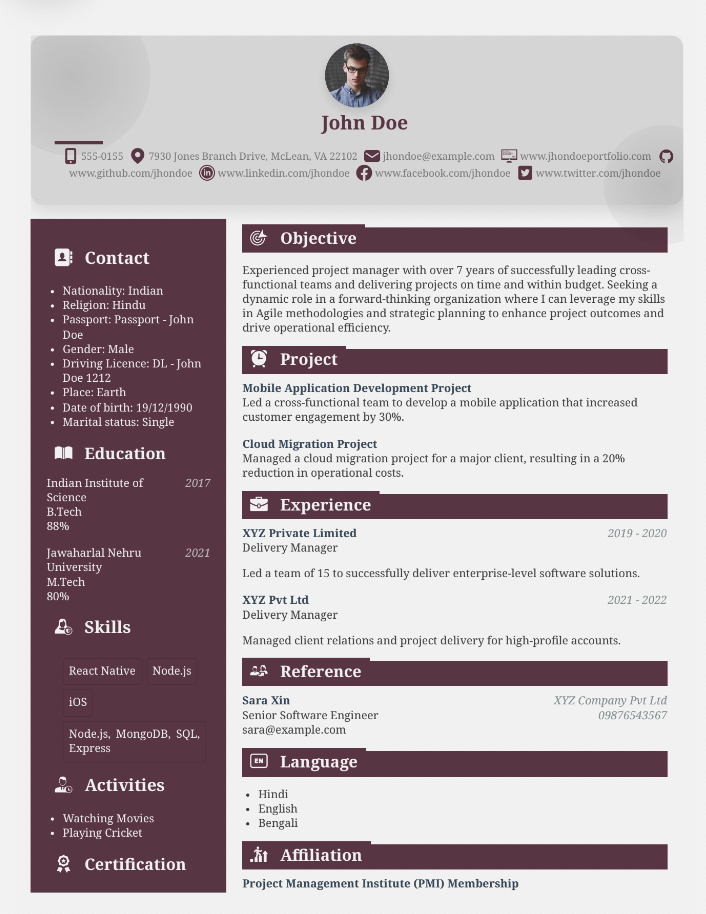 John Doe
555-0155 7930 Jones Branch Drive, McLean, VA 22102 jhondoe@example.com www.jhondoeportfolio.com
www.github.com/jhondoe www.linkedin.com/jhondoe www.facebook.com/jhondoe www.twitter.com/jhondoe
Contact
• Nationality: Indian
• Religion: Hindu
• Passport: Passport - John
Doe
• Gender: Male
• Driving Licence: DL - John
Doe 1212
• Place: Earth
• Date of birth: 19/12/1990
• Marital status: Single
Education
Indian Institute of 2017
Science
B.Tech
88%
Jawaharlal Nehru 2021
University
M.Tech
80%
Skills
React Native Node.js
iOS
Node.js, MongoDB, SQL,
Express
Activities
• Watching Movies
• Playing Cricket
Certification
Objective
Experienced project manager with over 7 years of successfully leading cross-
functional teams and delivering projects on time and within budget. Seeking a
dynamic role in a forward-thinking organization where I can leverage my skills
in Agile methodologies and strategic planning to enhance project outcomes and
drive operational efficiency.
Project
Mobile Application Development Project
Led a cross-functional team to develop a mobile application that increased
customer engagement by 30%.
Cloud Migration Project
Managed a cloud migration project for a major client, resulting in a 20%
reduction in operational costs.
Experience
XYZ Private Limited 2019 - 2020
Delivery Manager
Led a team of 15 to successfully deliver enterprise-level software solutions.
XYZ Pvt Ltd 2021 - 2022
Delivery Manager
Managed client relations and project delivery for high-profile accounts.
Reference
Sara Xin XYZ Company Pvt Ltd
Senior Software Engineer 09876543567
sara@example.com
EN Language
• Hindi
• English
• Bengali
Affiliation
Project Management Institute (PMI) Membership